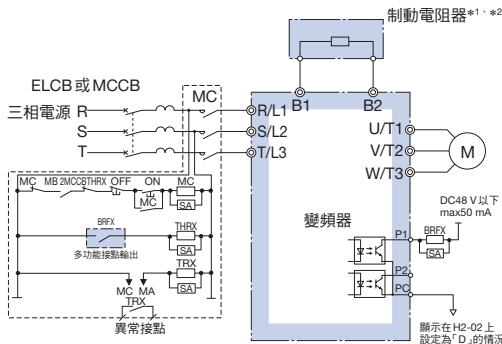 制動電阻器*1、*2
ELCB或MCCB
MC
三相電源 R
S
T
R/L1
S/L2
T/L3
B1
B2
U/T1
V/T2
W/T3
M
MC
MB
2MCCB
THRX
OFF
ON
MC
MC
SA
BRFX
多功能接點輸出
THRX
SA
TRX
SA
MC
MA
TRX
異常接點
變頻器
DC48 V以下
max50 mA
P1
BRFX
SA
P2
PC
顯示在H2-02上
設定為「D」的情況